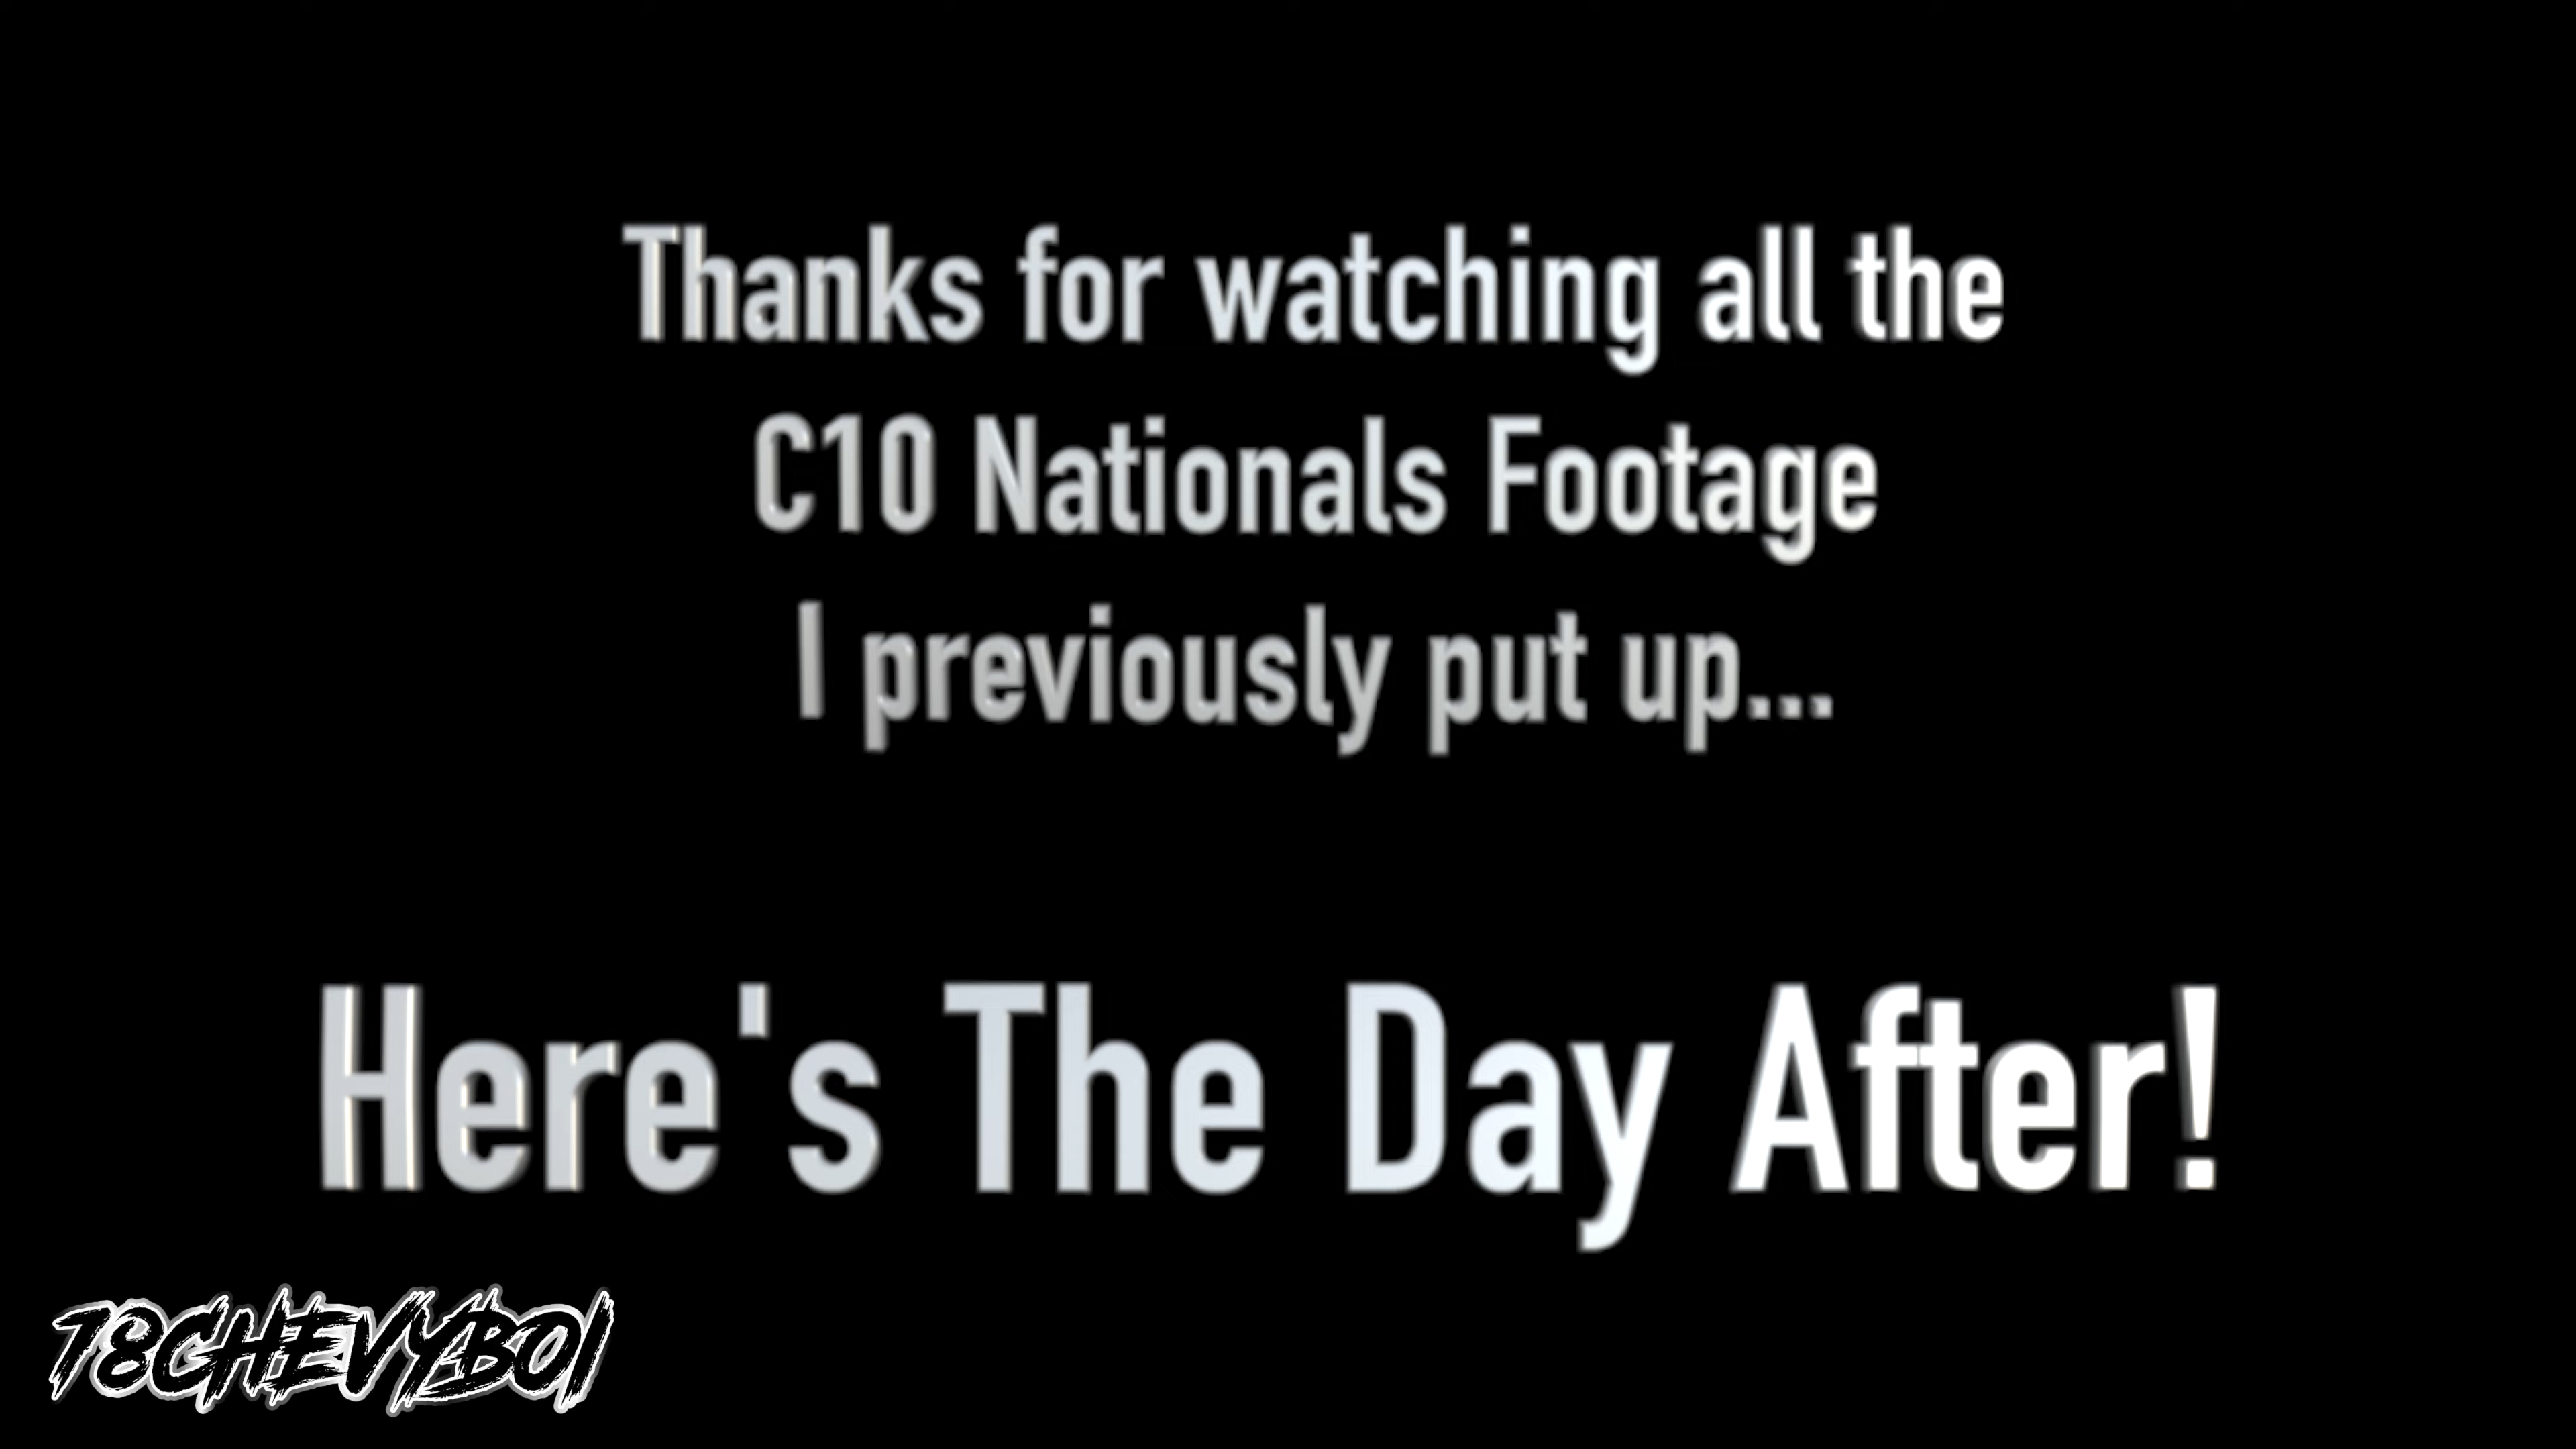 Thanks for watching all the
C10 Nationals Footage
I previously put up...
Here's The Day After!
78CHEVYBOI